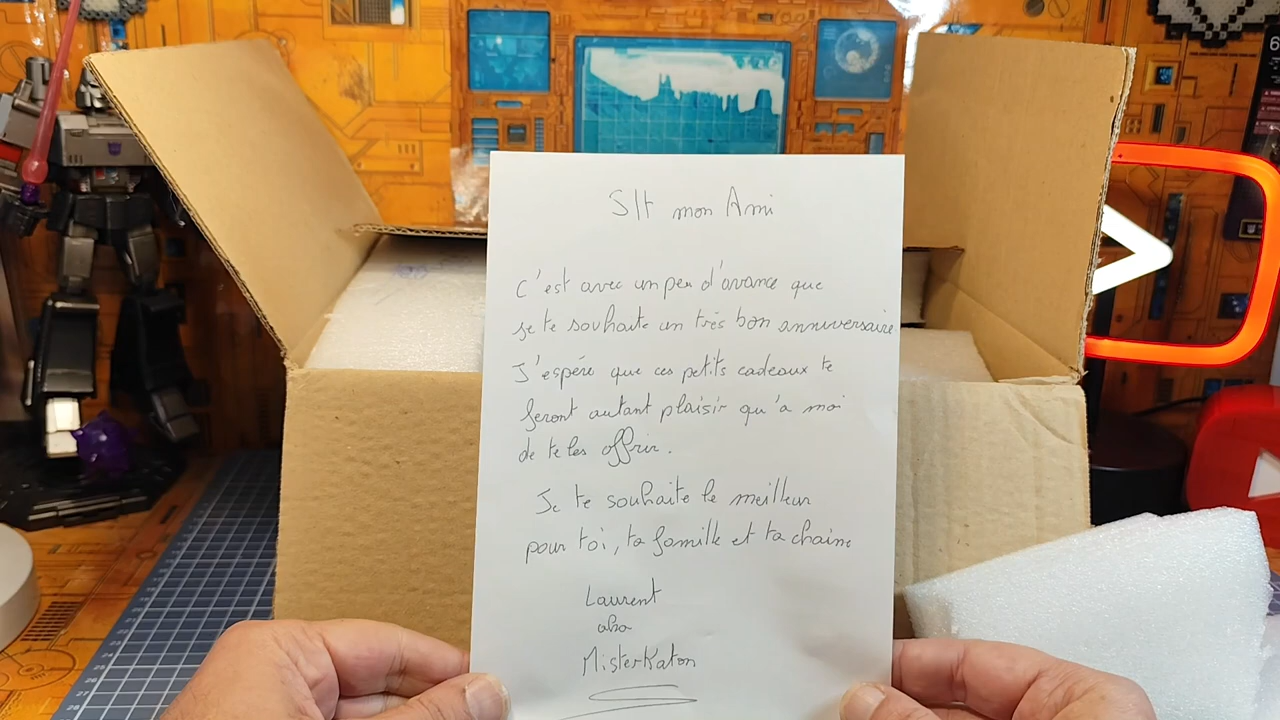 Slt mon Ami
C'est avec un peu d'avance que
je te souhaite un très bon anniversaire
J'espére que ces petits cadeaux te
feront autant plaisir qu'a moi
de te les offrir.
Je te souhaite le meilleur
pour toi, ta famille et ta chaine
Laurent
aka
MisterKaton